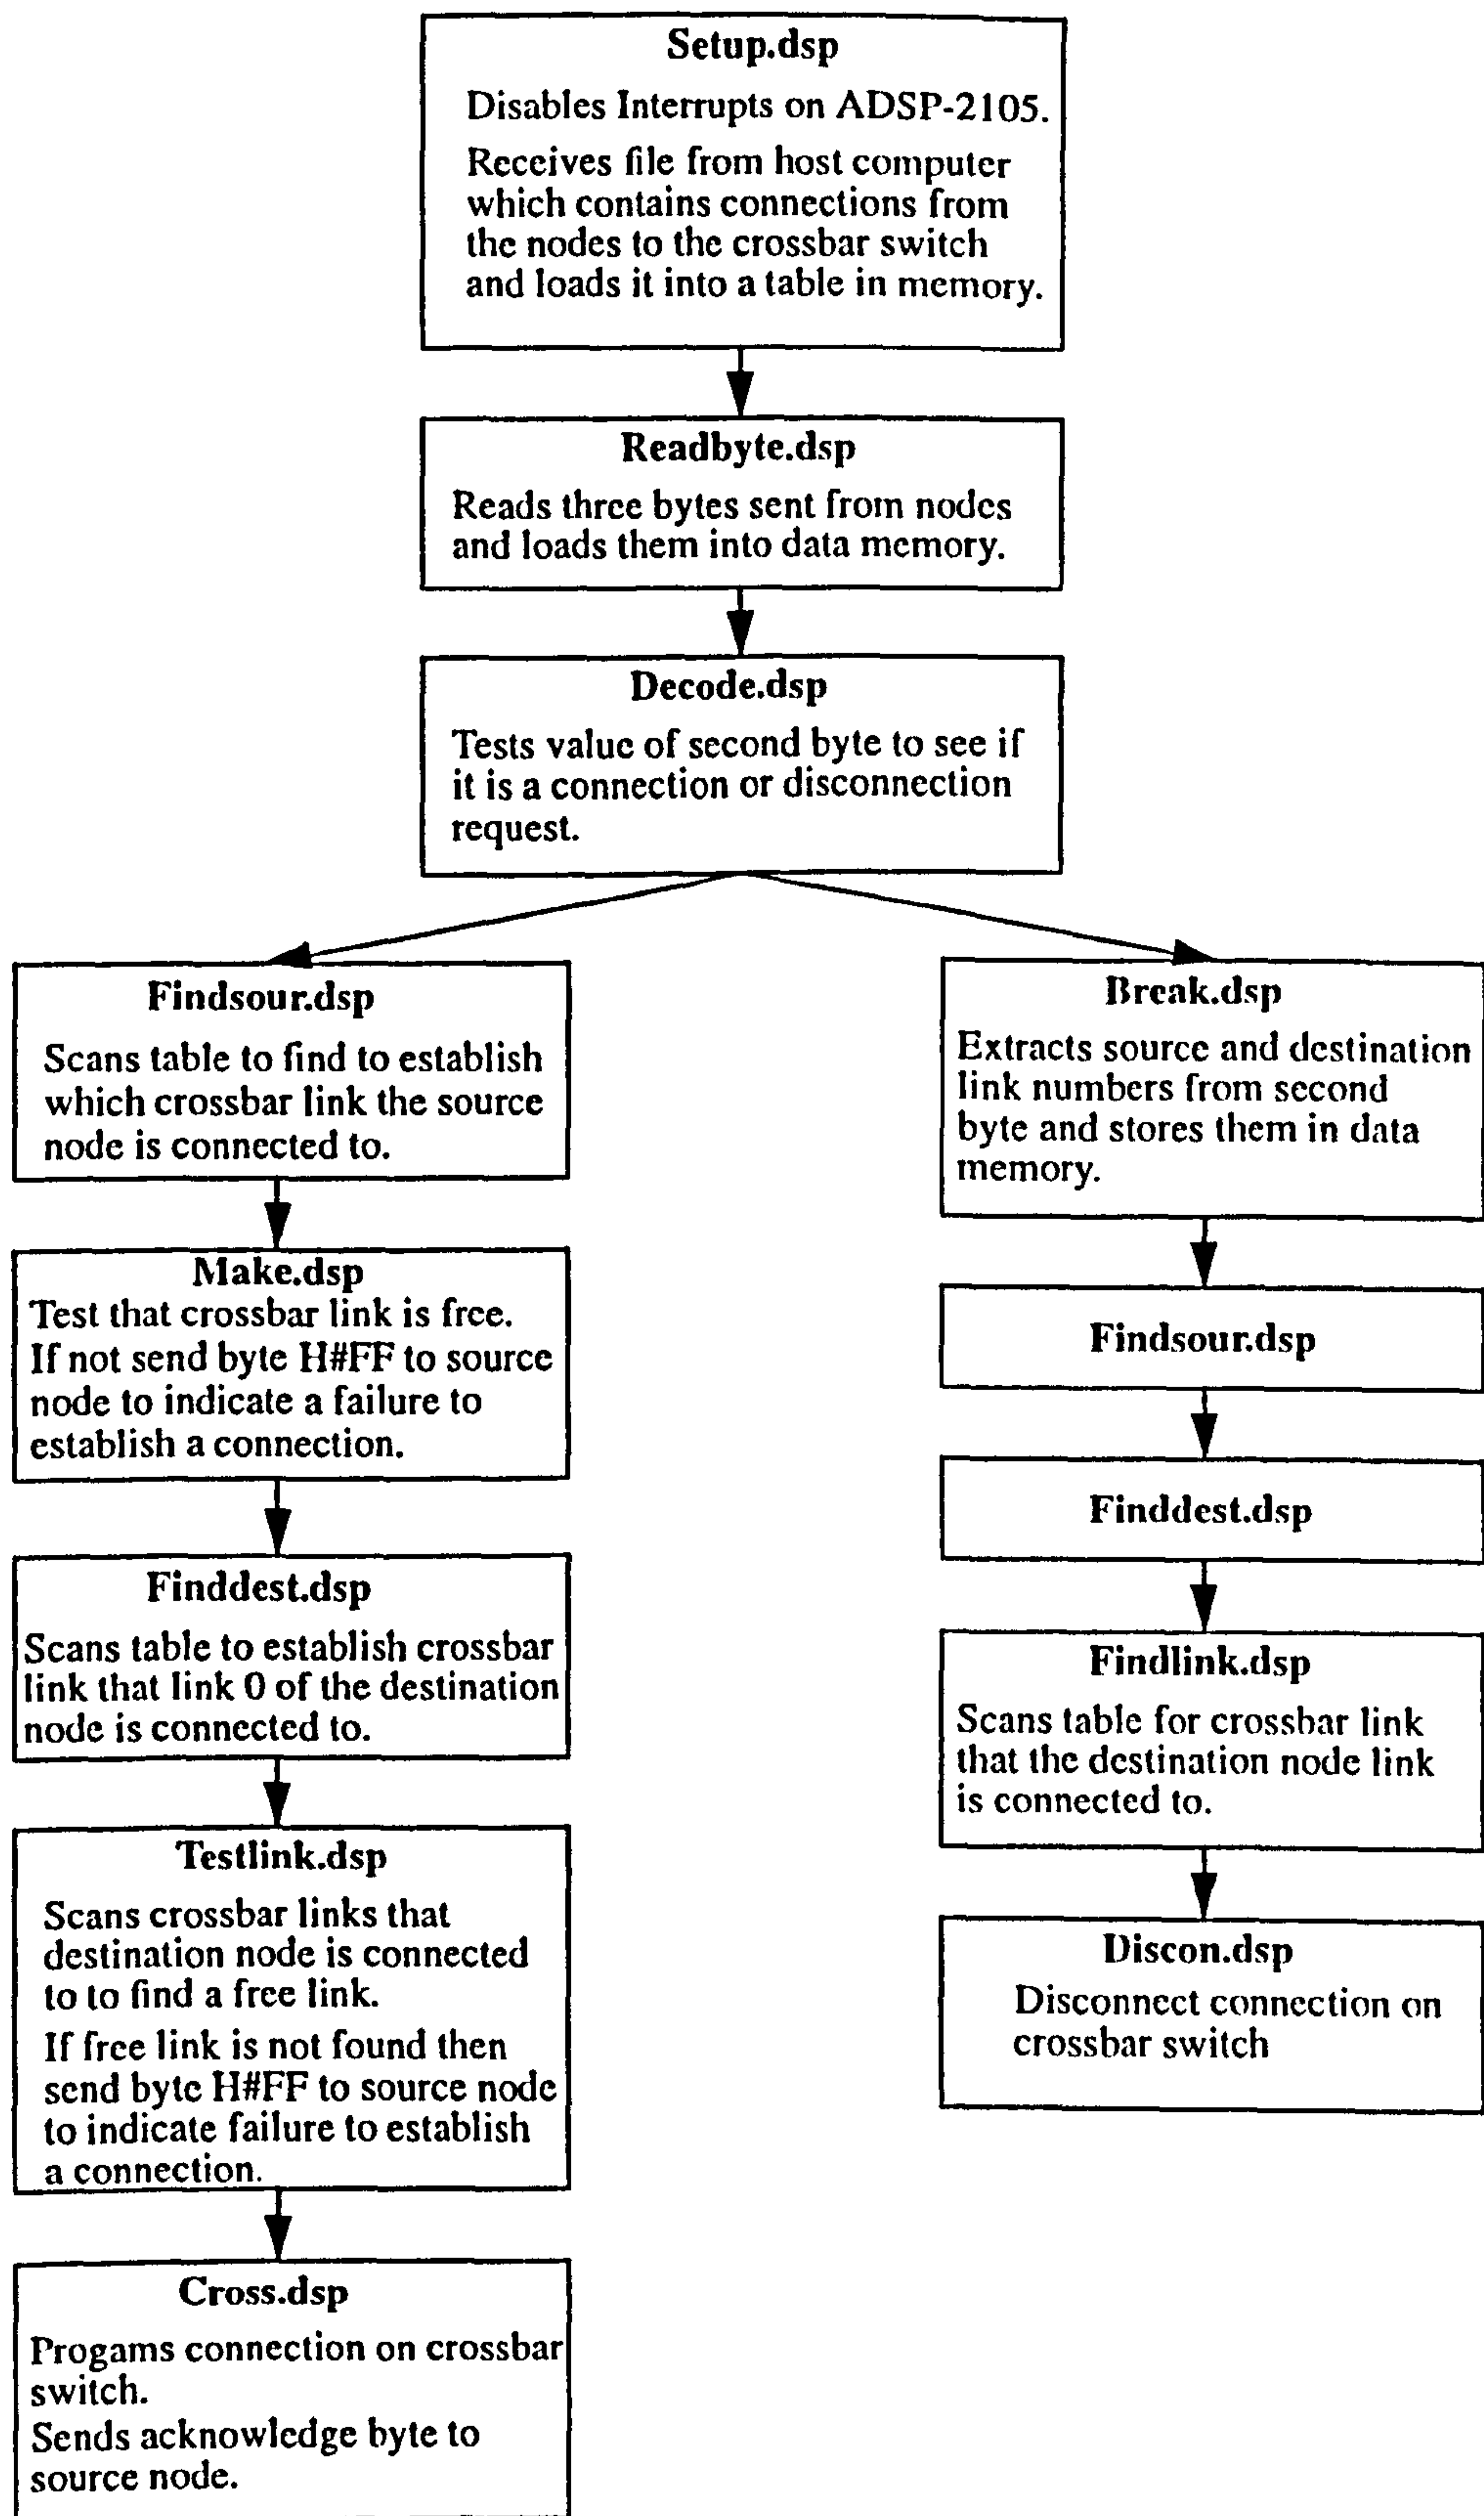 Setup.dsp
Disables Interrupts on ADSP-2105.
Receives file from host computer
which contains connections from
the nodes to the crossbar switch
and loads it into a table in memory.
Readbyte.dsp
Reads three bytes sent from nodes
and loads them into data memory.
Decode.dsp
Tests value of second byte to see if
it is a connection or disconnection
request.
Findsour.dsp
Scans table to find to establish
which crossbar link the source
node is connected to.
Make.dsp
Test that crossbar link is free.
If not send byte H#FF to source
node to indicate a failure to
establish a connection.
Finddest.dsp
Scans table to establish crossbar
link that link 0 of the destination
node is connected to.
Testlink.dsp
Scans crossbar links that
destination node is connected
to to find a free link.
If free link is not found then
send byte H#FF to source node
to indicate failure to establish
a connection.
Cross.dsp
Progams connection on crossbar
switch.
Sends acknowledge byte to
source node.
Break.dsp
Extracts source and destination
link numbers from second
byte and stores them in data
memory.
Findsour.dsp
Finddest.dsp
Findlink.dsp
Scans table for crossbar link
that the destination node link
is connected to.
Discon.dsp
Disconnect connection on
crossbar switch